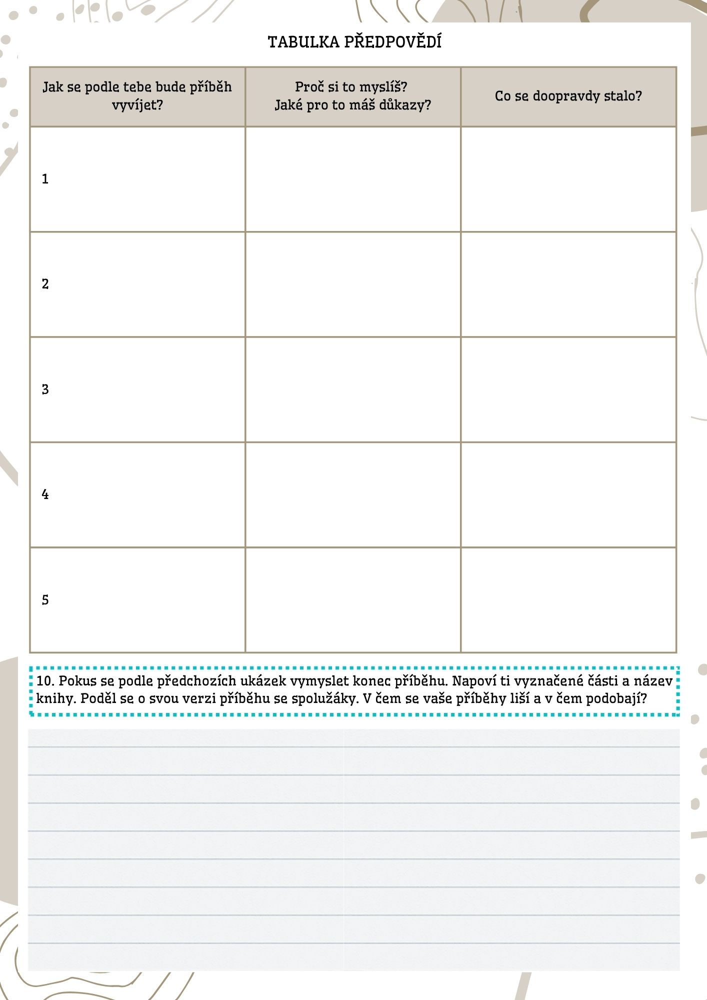 TABULKA PŘEDPOVĚDÍ
Jak se podle tebe bude příběh
vyvíjet?
Proč si to myslíš?
Jaké pro to máš důkazy?
Co se doopravdy stalo?
1
2
3
4
5
10. Pokus se podle předchozích ukázek vymyslet konec příběhu. Napoví ti vyznačené části a název
knihy. Poděl se o svou verzi příběhu se spolužáky. V čem se vaše příběhy liší a v čem podobají?